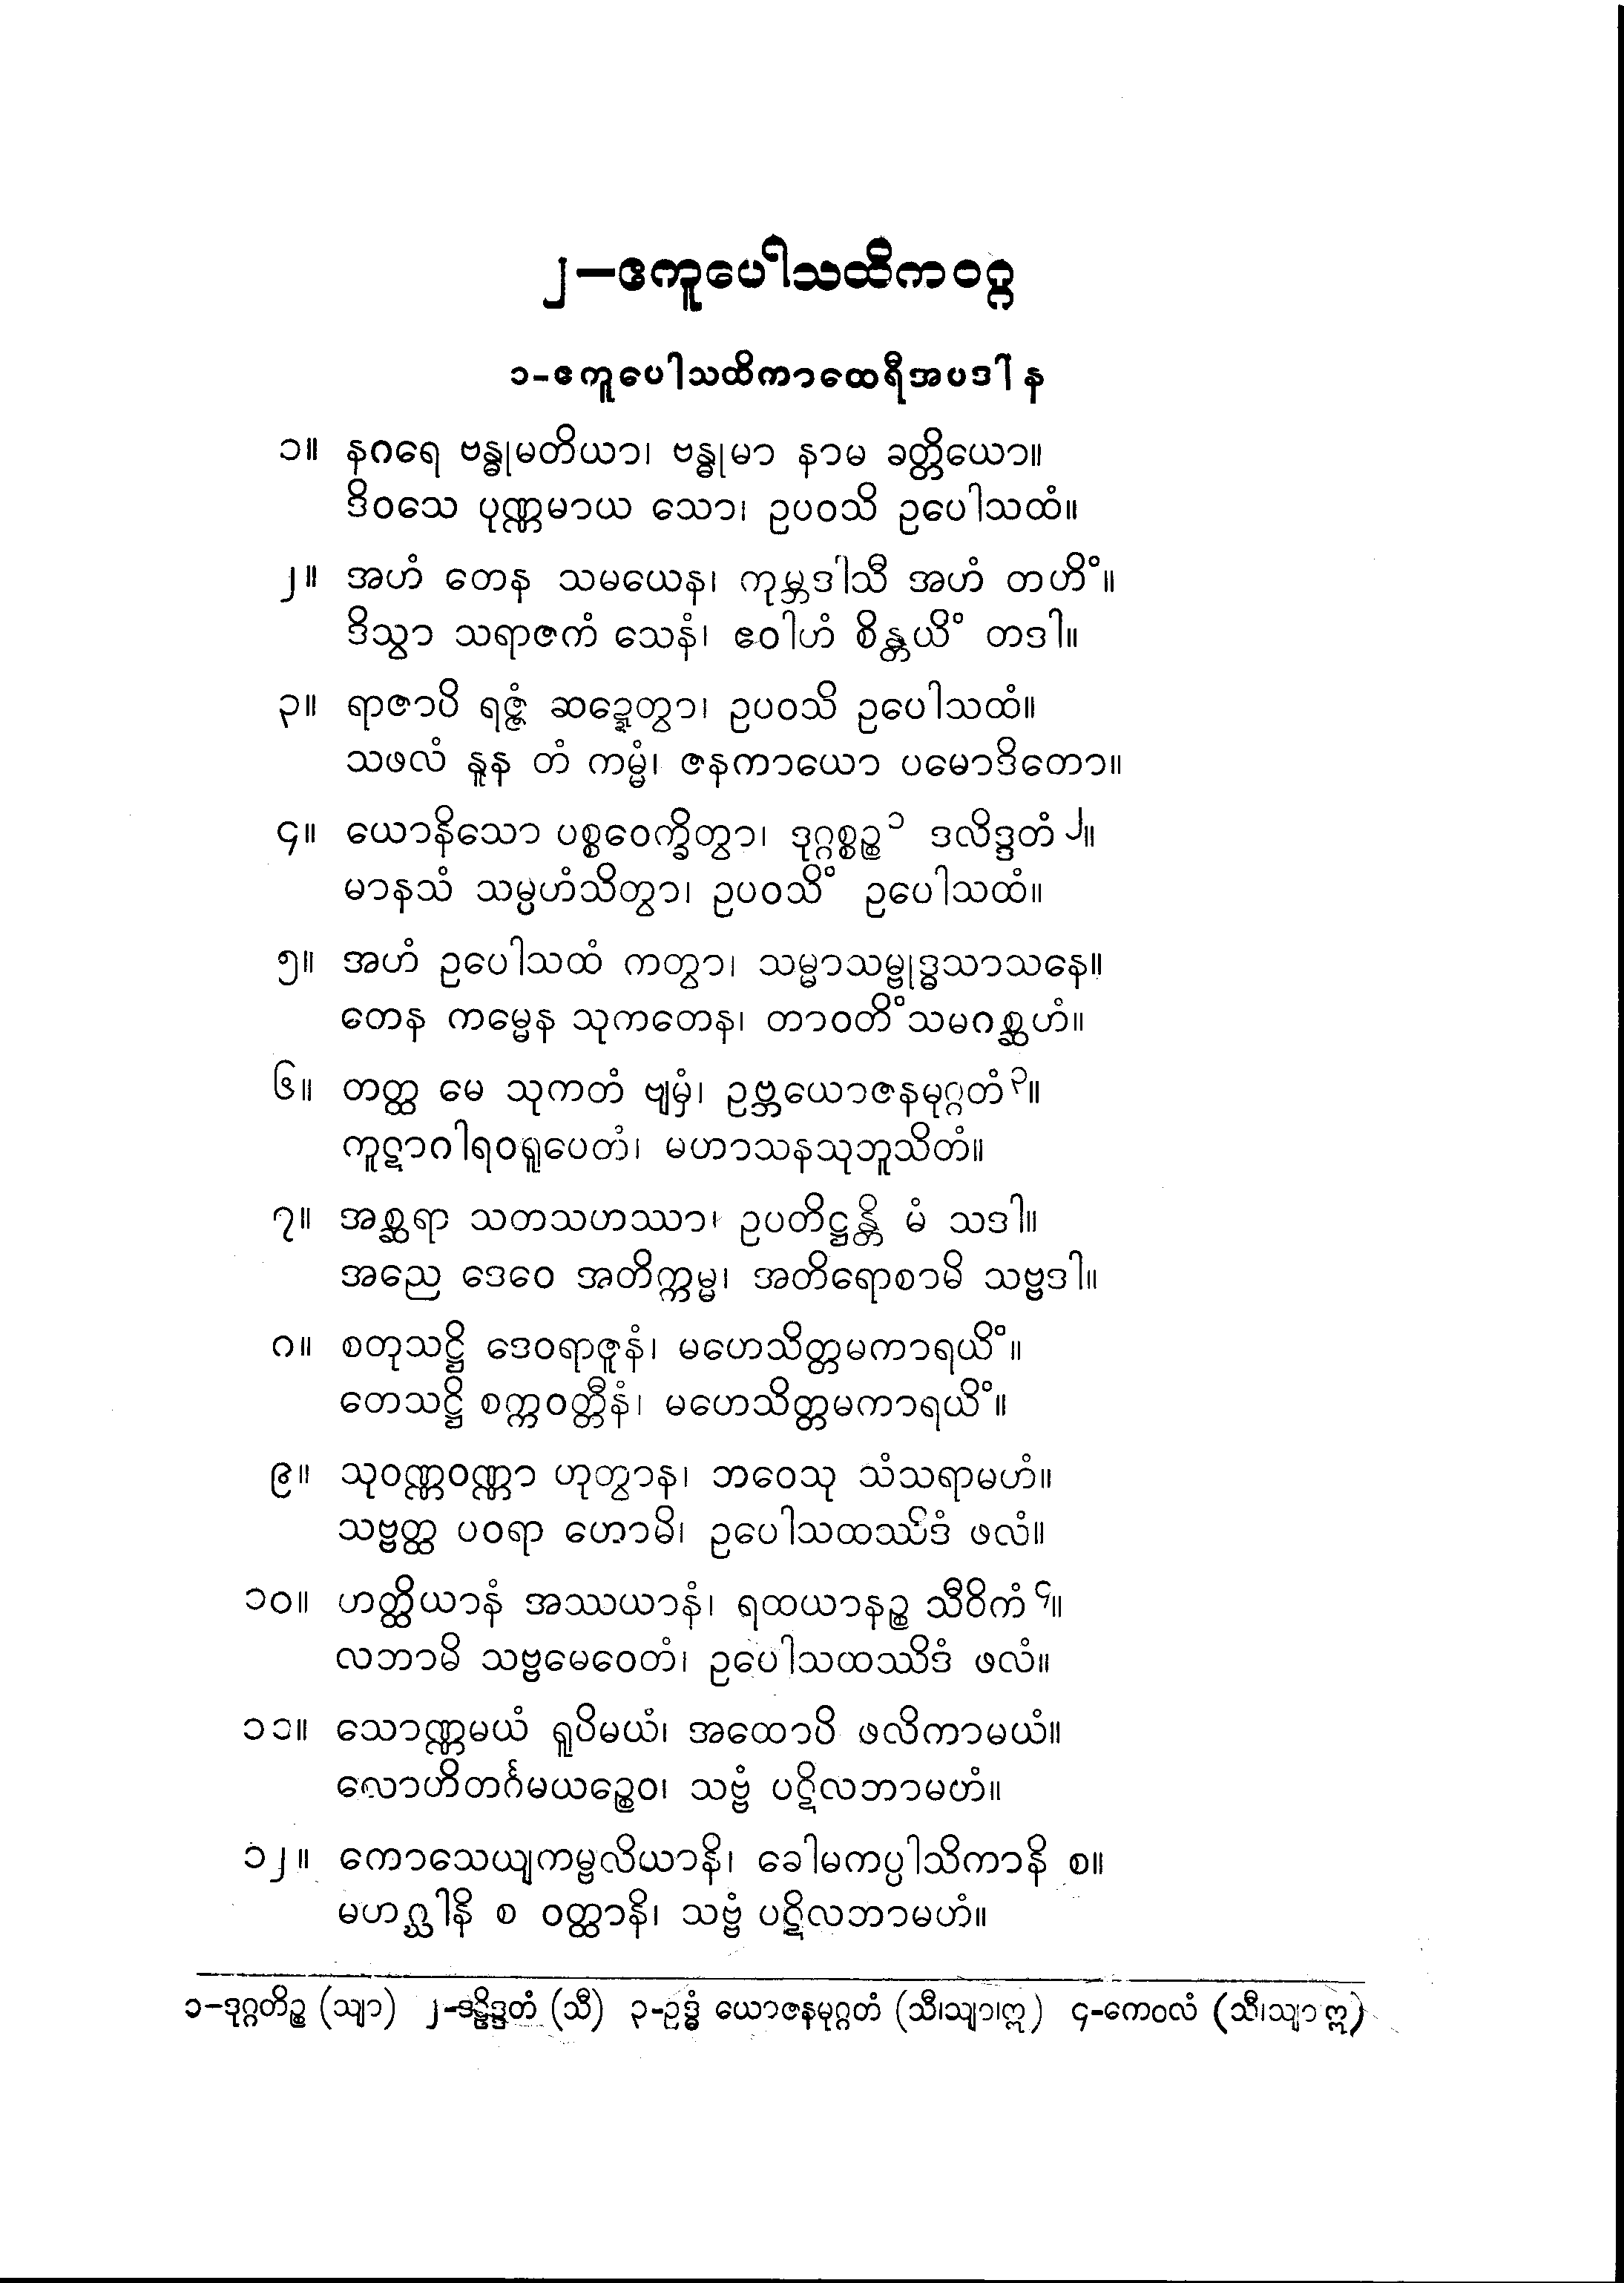 ၂−ဧကူပေါသထိကဝဂ္ဂ
၁-ဧကူပေါသထိကာထေရီအပဒါန
၁။ နဂရေ ဗန္ဓုမတိယာ၊ ဗန္ဓုမာ နာမ ခတ္တိယော။
ဒိဝသေ ပုဏ္ဏမာယ သော၊ ဥပဝသိ ဥပေါသထံ။
၂။ အဟံ တေန သမယေန၊ ကုမ္ဘဒါသီ အဟံ တဟိံ။
ဒိသွာ သရာဇကံ သေနံ၊ ဧဝါဟံ စိန္တယိံ တဒါ။
၃။ ရာဇာပိ ရဇ္ဇံ ဆဍ္ဍေတွာ၊ ဥပဝသိ ဥပေါသထံ။
သဖလံ နူန တံ ကမ္မံ၊ ဇနကာယော ပမောဒိတော။
၄။ ယောနိသော ပစ္စဝေက္ခိတွာ၊ ဒုဂ္ဂစ္စဉ္စ ၁ ဒလိဒ္ဒတံ ၂။
မာနသံ သမ္ပဟံသိတွာ၊ ဥပဝသိံ ဥပေါသထံ။
၅။ အဟံ ဥပေါသထံ ကတွာ၊ သမ္မာသမ္ဗုဒ္ဓသာသနေ။
တေန ကမ္မေန သုကတေန၊ တာဝတိံသမဂစ္ဆဟံ။
၆။ တတ္ထ မေ သုကတံ ဗျမှံ၊ ဥဗ္ဘယောဇနမုဂ္ဂတံ ၃။
ကူဋာဂါရဝရူပေတံ၊ မဟာသနသုဘူသိတံ။
၇။ အစ္ဆရာ သတသဟဿာ၊ ဥပတိဋ္ဌန္တိ မံ သဒါ။
အညေ ဒေဝေ အတိက္ကမ္မ၊ အတိရောစာမိ သဗ္ဗဒါ။
၈။ စတုသဋ္ဌိ ဒေဝရာဇူနံ၊ မဟေသိတ္တမကာရယိံ။
တေသဋ္ဌိ စက္ကဝတ္တီနံ၊ မဟေသိတ္တမကာရယိံ။
၉။ သုဝဏ္ဏဝဏ္ဏာ ဟုတွာန၊ ဘဝေသု သံသရာမဟံ။
သဗ္ဗတ္ထ ပဝရာ ဟောမိ၊ ဥပေါသထဿိဒံ ဖလံ။
၁၀။ ဟတ္ထိယာနံ အဿယာနံ၊ ရထယာနဉ္စ သီဝိကံ ၄။
လဘာမိ သဗ္ဗမေဝေတံ၊ ဥပေါသထဿိဒံ ဖလံ။
၁၁။ သောဏ္ဏမယံ ရူပိမယံ၊ အထောပိ ဖလိကာမယံ။
လောဟိတင်္ဂမယဉ္စေဝ၊ သဗ္ဗံ ပဋိလဘာမဟံ။
၁၂။ ကောသေယျကမ္ဗလိယာနိ၊ ခေါမကပ္ပါသိကာနိ စ။
မဟဂ္ဃါနိ စ ဝတ္ထာနိ၊ သဗ္ဗံ ပဋိလဘာမဟံ။
၁−ဒုဂ္ဂတိဉ္စ (သျာ) ၂-ဒဠိဒ္ဒတံ (သီ) ၃-ဥဒ္ဓံ ယောဇနမုဂ္ဂတံ (သီ၊သျာ၊ဣ) ၄-ကေဝလံ (သီ၊သျာ ဣ)